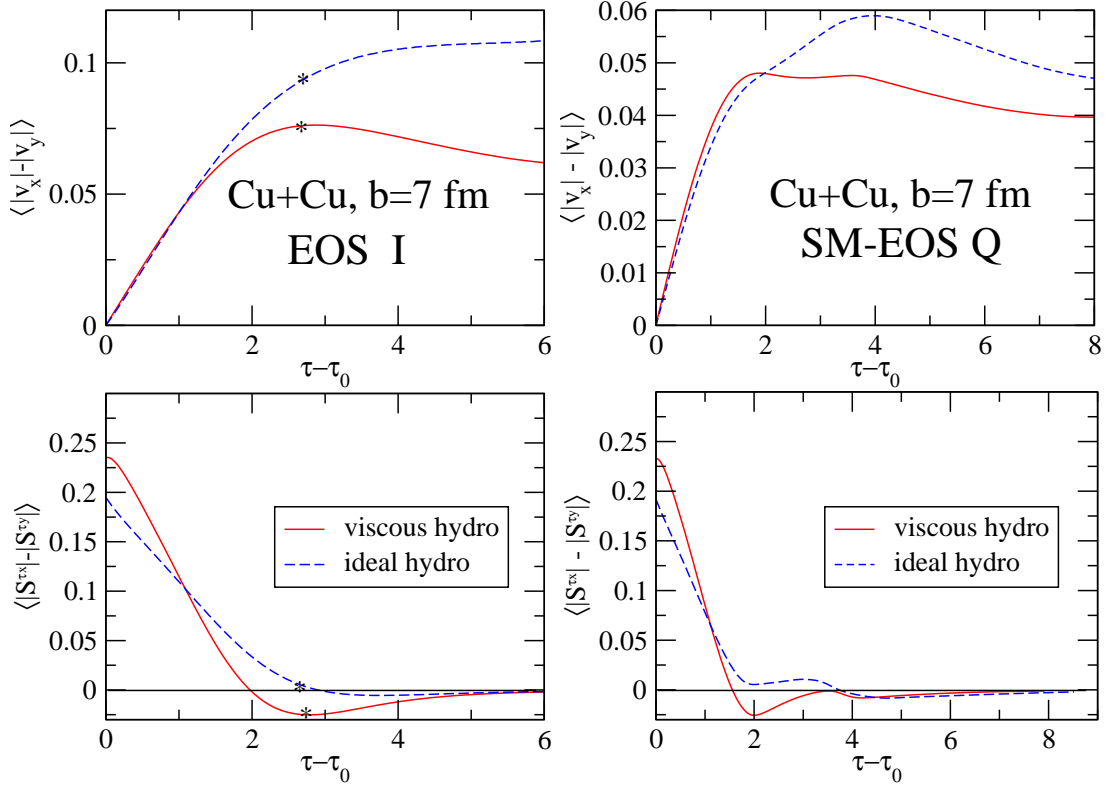 ⟨|v_x|-|v_y|⟩
0.1
0.05
0
Cu+Cu, b=7 fm
EOS I
*
*
0 2 4 6
τ−τ_0
⟨|v_x| - |v_y|⟩
0.06
0.05
0.04
0.03
0.02
0.01
0
Cu+Cu, b=7 fm
SM-EOS Q
0 2 4 6 8
τ−τ_0
⟨|S^{τx}|-|S^{τy}|⟩
0.25
0.2
0.15
0.1
0.05
0
viscous hydro
ideal hydro
*
*
0 2 4 6
τ−τ_0
⟨|S^{τx}| - |S^{τy}|⟩
0.25
0.2
0.15
0.1
0.05
0
viscous hydro
ideal hydro
0 2 4 6 8
τ−τ_0